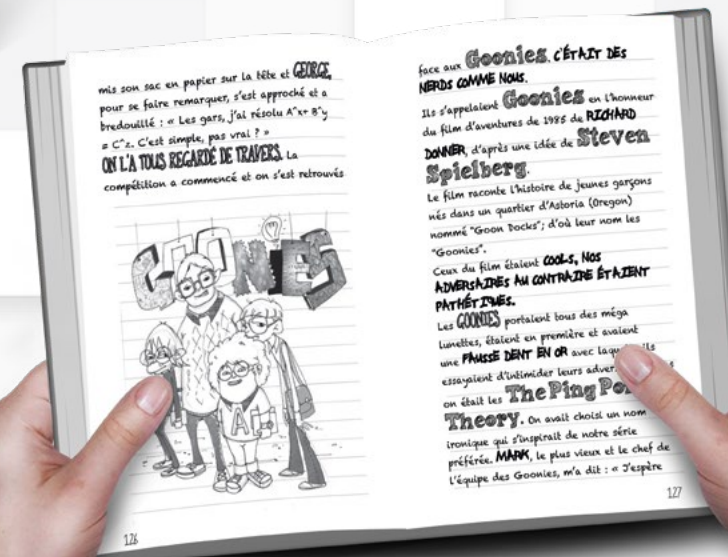 mis son sac en papier sur la tête et GEORGE,
pour se faire remarquer, s'est approché et a
bredouillé : « Les gars, j'ai résolu A^x+ B^y
= C^z. C'est simple, pas vrai ? »
ON L'A TOUS REGARDÉ DE TRAVERS. La
compétition a commencé et on s'est retrouvés
GOONIES
A
126
face aux Goonies. C'ÉTAIT DES
NERDS COMME NOUS.
Ils s'appelaient Goonies en l'honneur
du film d'aventures de 1985 de RICHARD
DONNER, d'après une idée de Steven
Spielberg.
Le film raconte l'histoire de jeunes garçons
nés dans un quartier d'Astoria (Oregon)
nommé "Goon Docks"; d'où leur nom les
"Goonies".
Ceux du film étaient COOLS, NOS
ADVERSAIRES AU CONTRAIRE ÉTAIENT
PATHÉTIQUES.
Les GOONIES portaient tous des méga
lunettes, étaient en première et avaient
une FAUSSE DENT EN OR avec ils
essayaient d'intimider leurs
on était les The Ping
Theory. On avait choisi un nom
ironique qui s'inspirait de notre série
préférée. MARK, le plus vieux et le chef de
l'équipe des Goonies, m'a dit : « J'espère
127